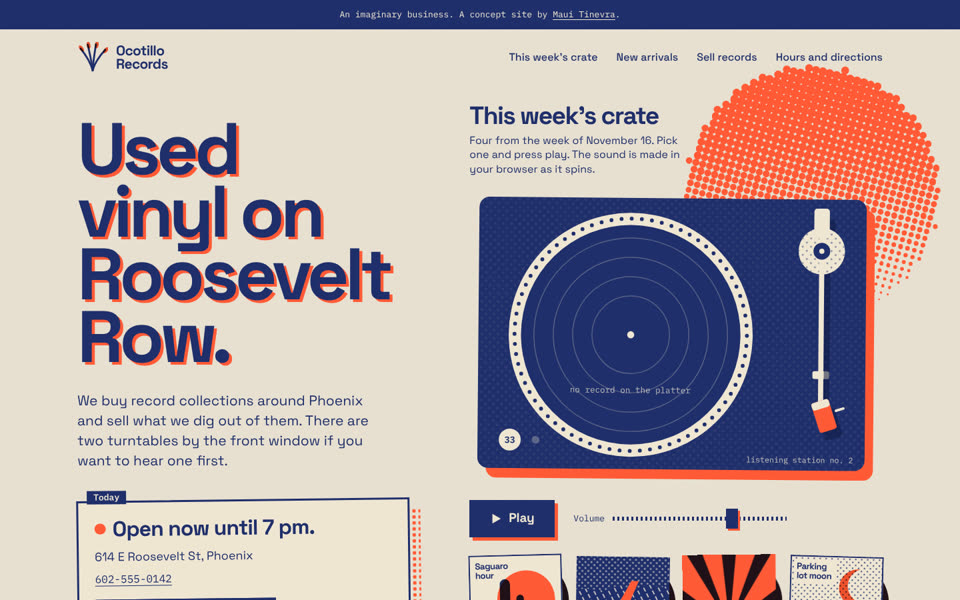 An imaginary business. A concept site by Maui Tinevra.
Ocotillo
Records
This week's crate
New arrivals
Sell records
Hours and directions
Used
vinyl on
Roosevelt
Row.
We buy record collections around Phoenix
and sell what we dig out of them. There are
two turntables by the front window if you
want to hear one first.
Today
Open now until 7 pm.
614 E Roosevelt St, Phoenix
602-555-0142
This week's crate
Four from the week of November 16. Pick
one and press play. The sound is made in
your browser as it spins.
no record on the platter
33
listening station no. 2
Play
Volume
Saguaro
hour
Parking
lot moon